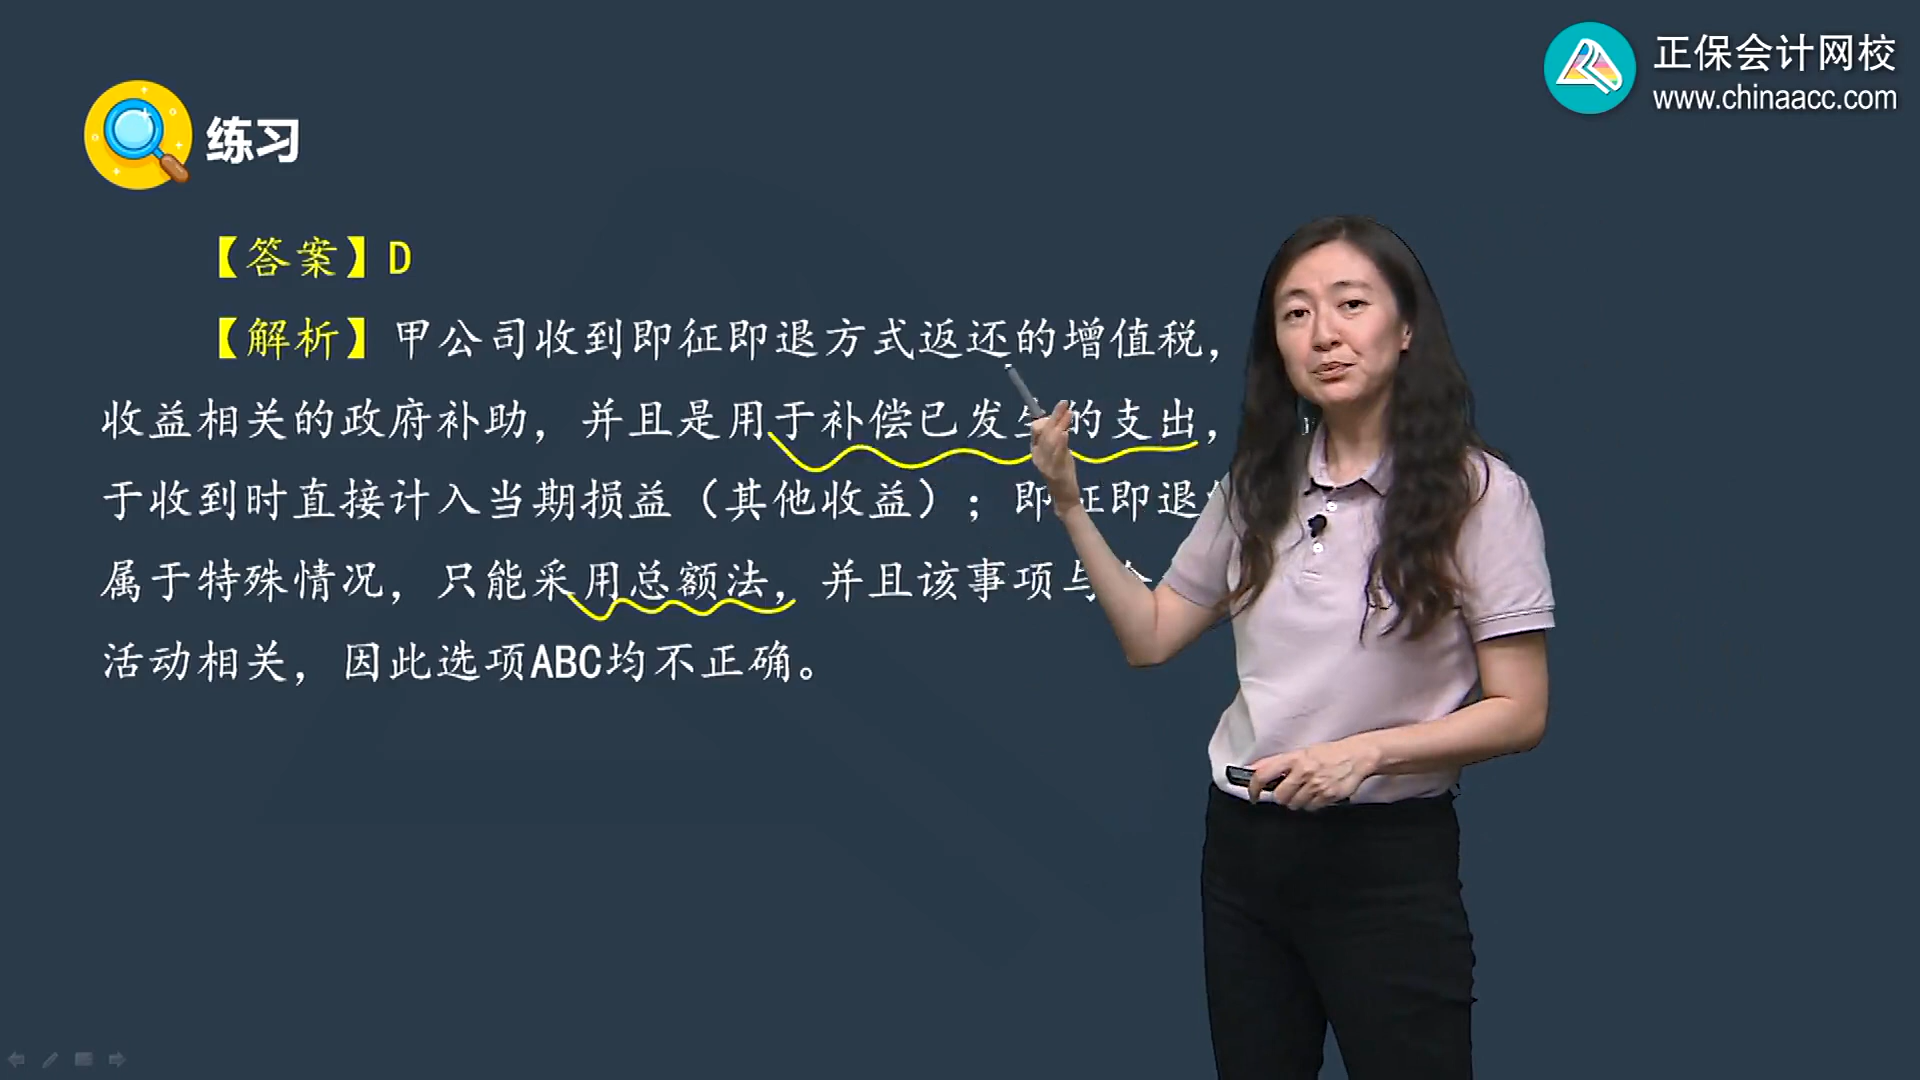 正保会计网校
www.chinaacc.com
练习
【答案】D
【解析】甲公司收到即征即退方式返还的增值税，
收益相关的政府补助，并且是用于补偿已发生的支出，
于收到时直接计入当期损益（其他收益）；即征即退
属于特殊情况，只能采用总额法，并且该事项与
活动相关，因此选项ABC均不正确。